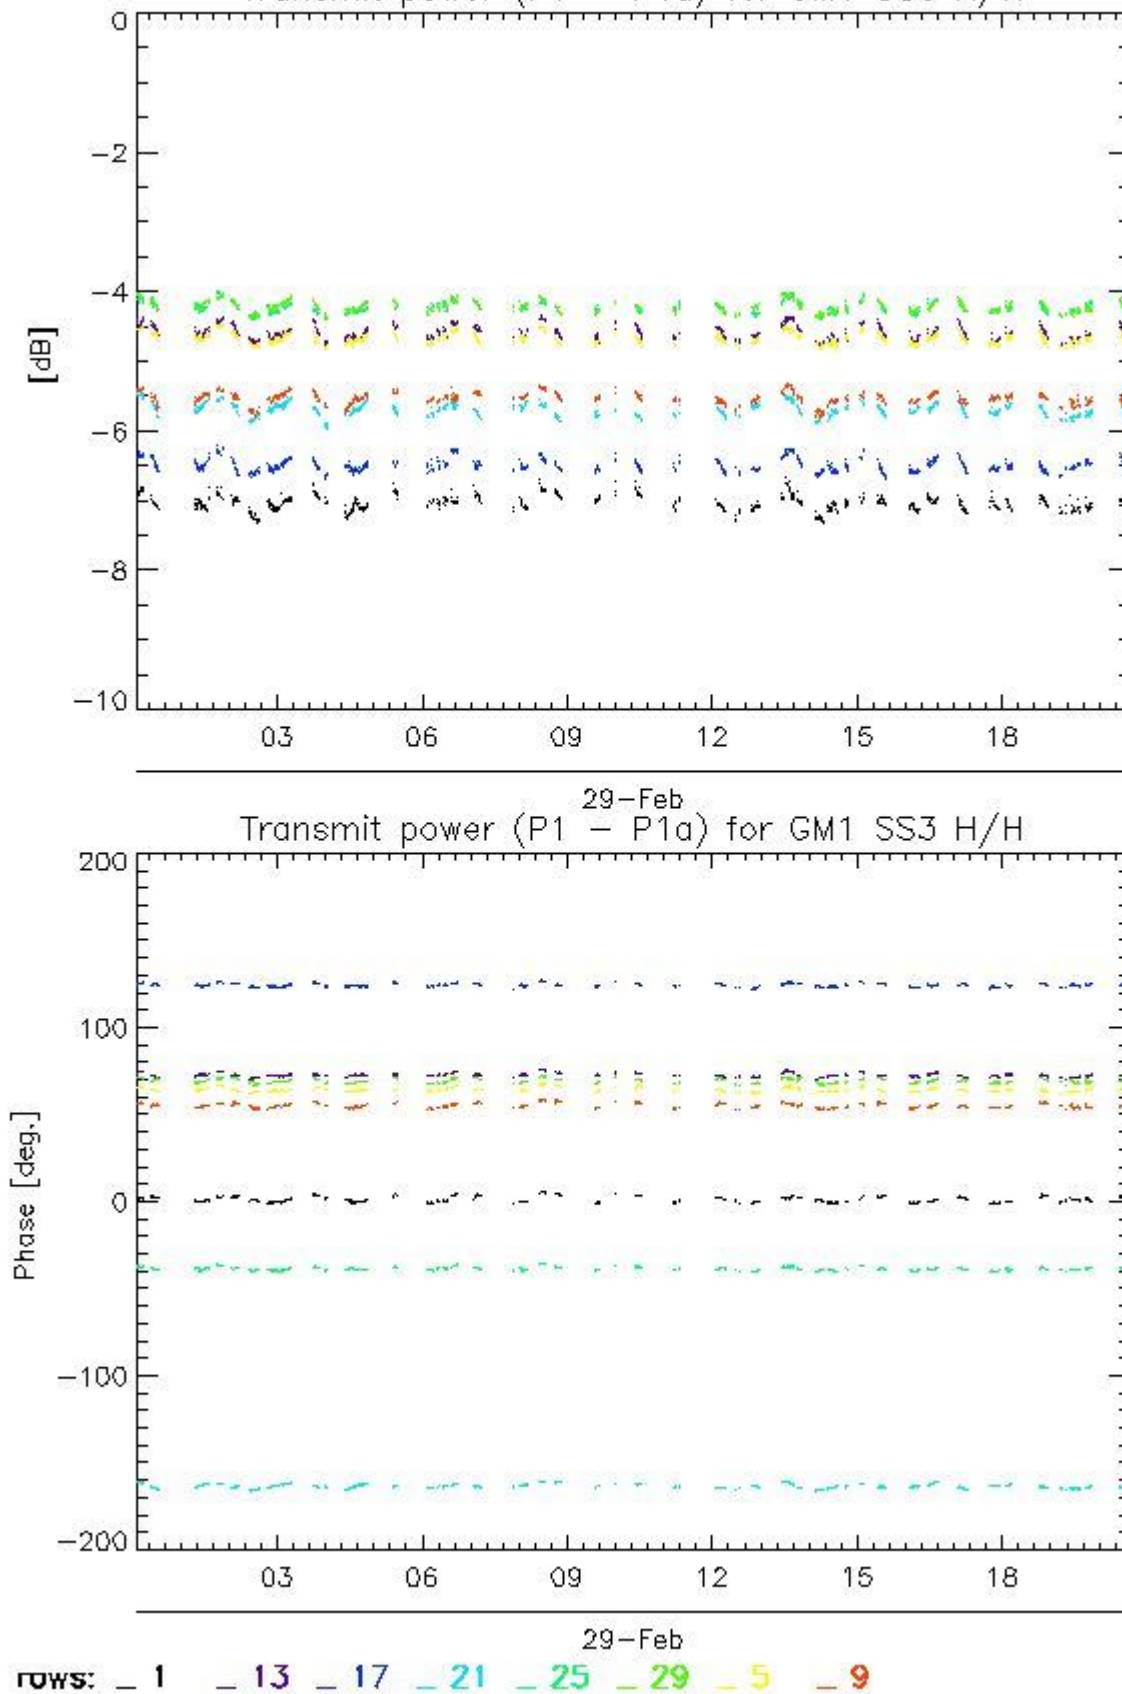 0
−2
−4
[dB]
−6
−8
−10
03 06 09 12 15 18
29−Feb
Transmit power (P1 − P1a) for GM1 SS3 H/H
200
100
Phase [deg.]
0
−100
−200
03 06 09 12 15 18
29−Feb
rows: _ 1 _ 13 _ 17 _ 21 _ 25 _ 29 _ 5 _ 9